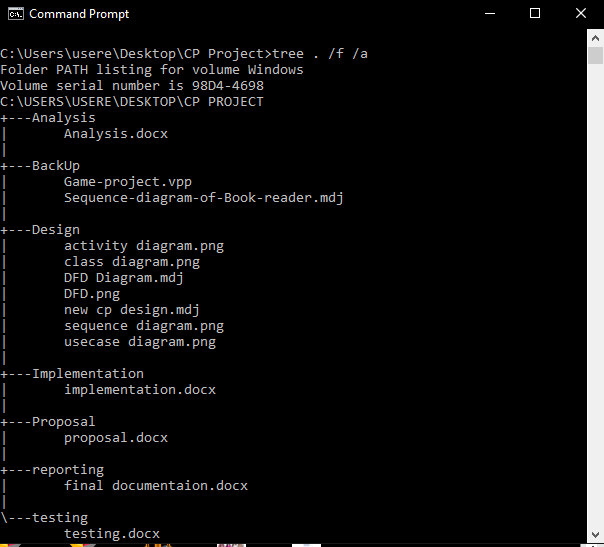 Command Prompt
C:\Users\usere\Desktop\CP Project>tree . /f /a
Folder PATH listing for volume Windows
Volume serial number is 98D4-4698
C:\USERS\USERE\DESKTOP\CP PROJECT
+---Analysis
|       Analysis.docx
|
+---BackUp
|       Game-project.vpp
|       Sequence-diagram-of-Book-reader.mdj
|
+---Design
|       activity diagram.png
|       class diagram.png
|       DFD Diagram.mdj
|       DFD.png
|       new cp design.mdj
|       sequence diagram.png
|       usecase diagram.png
|
+---Implementation
|       implementation.docx
|
+---Proposal
|       proposal.docx
|
+---reporting
|       final documentaion.docx
|
\---testing
        testing.docx